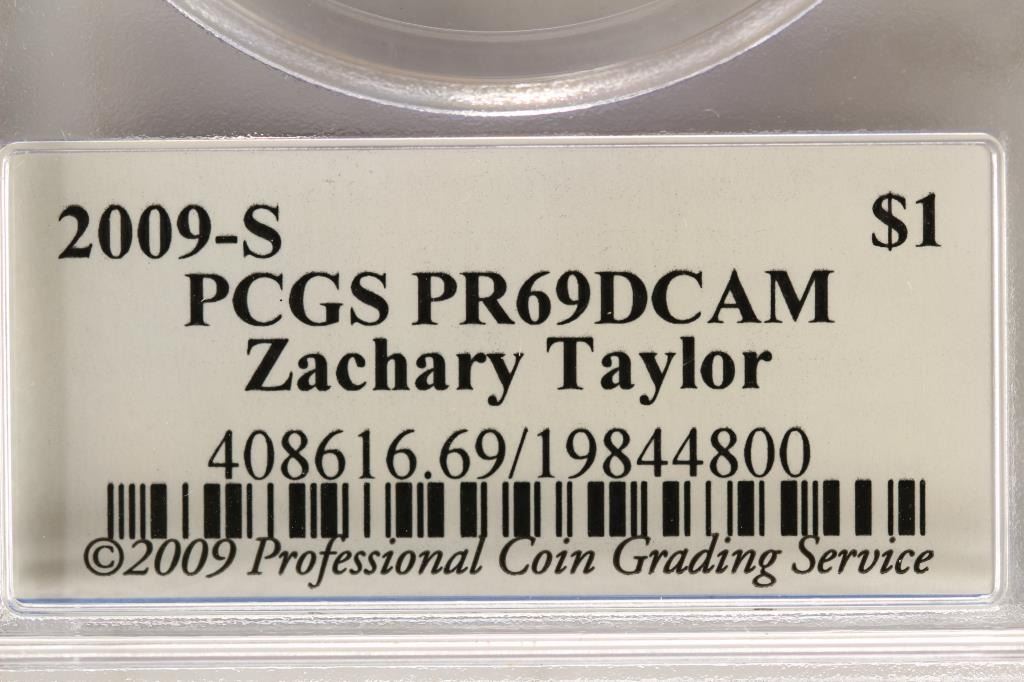 2009-S $1
PCGS PR69DCAM
Zachary Taylor
408616.69/19844800
©2009 Professional Coin Grading Service